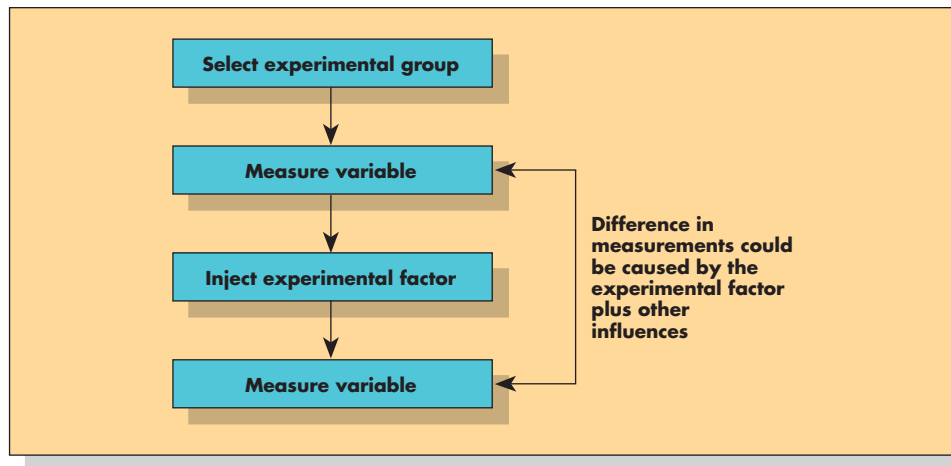 Select experimental group
Measure variable
Inject experimental factor
Measure variable
Difference in
measurements could
be caused by the
experimental factor
plus other
influences